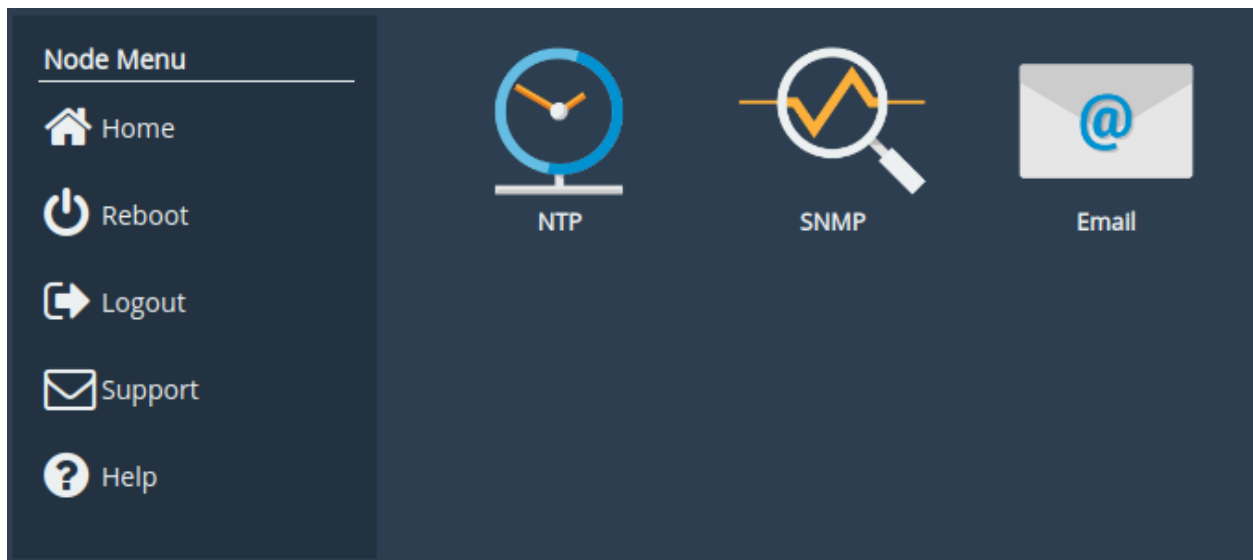 Node Menu
Home
Reboot
Logout
Support
Help
NTP
SNMP
@
Email